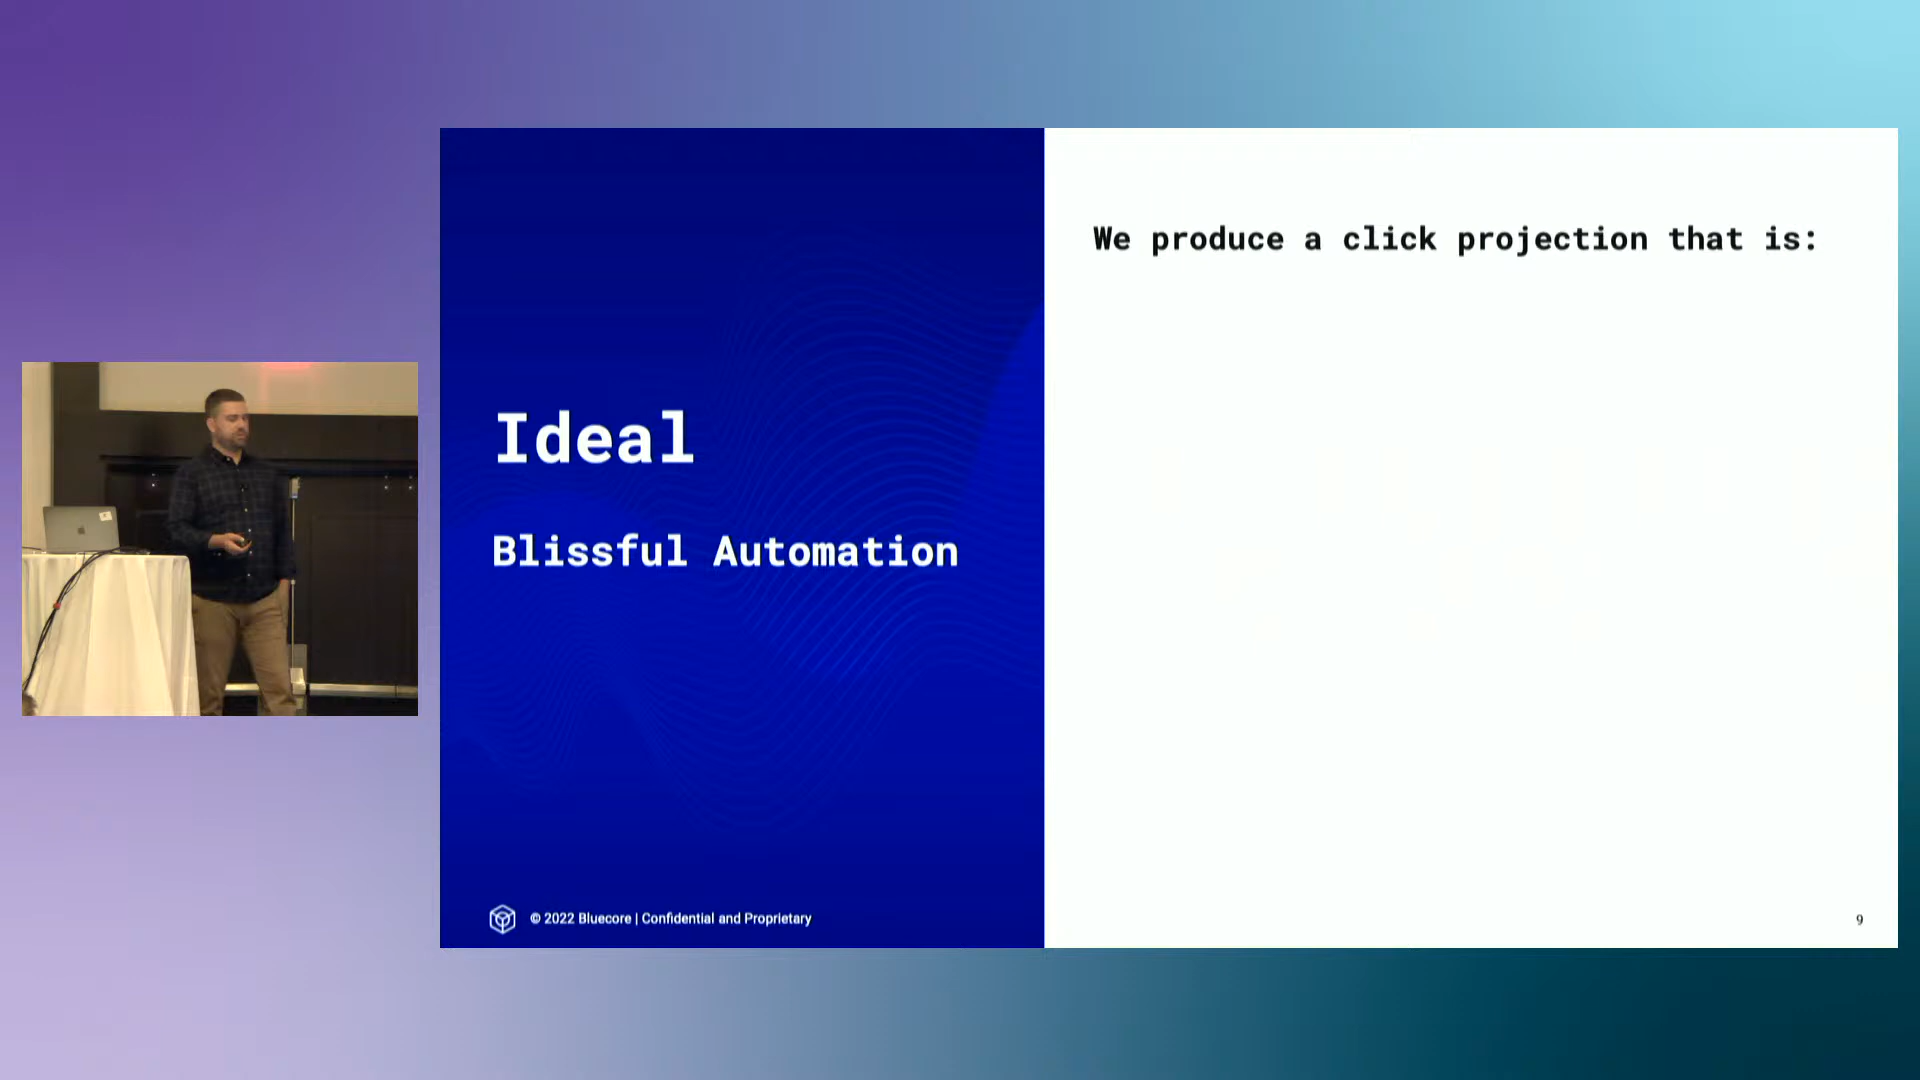 Ideal
Blissful Automation
© 2022 Bluecore | Confidential and Proprietary
We produce a click projection that is:
9